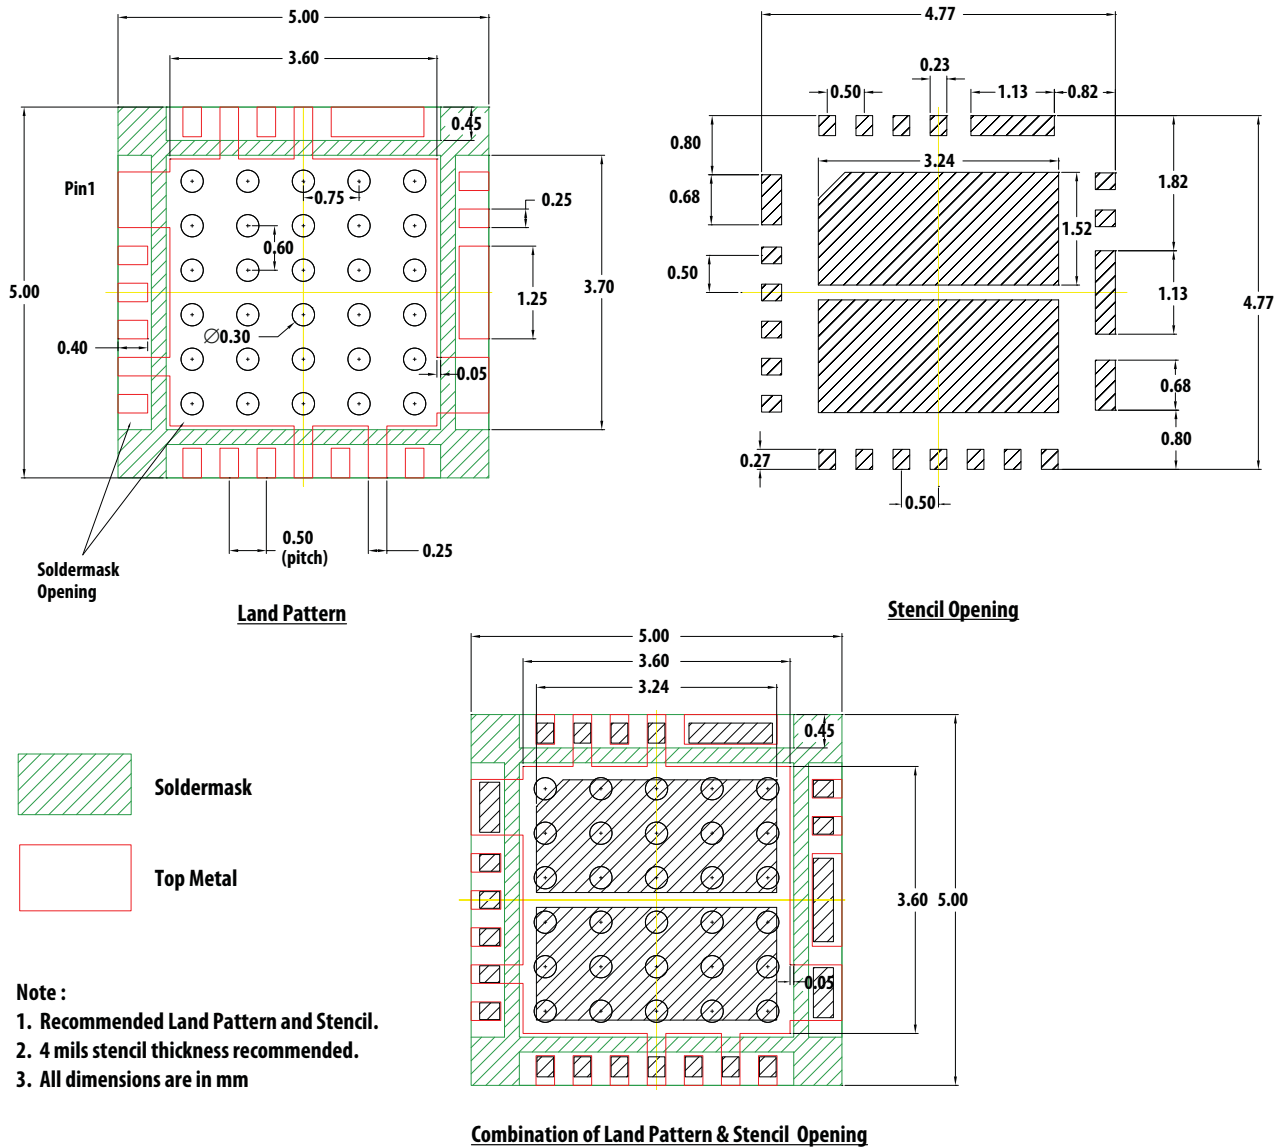 5.00
3.60
0.45
Pin1
0.75
0.25
0.60
5.00
1.25
3.70
Ø0.30
0.40
0.05
0.50
(pitch)
0.25
Soldermask
Opening
Land Pattern
4.77
0.23
0.50
1.13
0.82
0.80
3.24
0.68
1.82
1.52
0.50
1.13
4.77
0.68
0.80
0.27
0.50
Stencil Opening
5.00
3.60
3.24
0.45
3.60
5.00
0.05
Soldermask
Top Metal
Note :
1. Recommended Land Pattern and Stencil.
2. 4 mils stencil thickness recommended.
3. All dimensions are in mm
Combination of Land Pattern & Stencil Opening